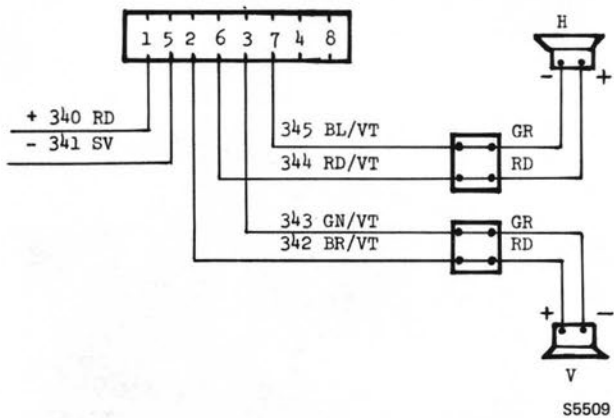 H
1 5 2 6 3 7 4 8
- +
+ 340 RD
- 341 SV
345 BL/VT GR
344 RD/VT RD
343 GN/VT GR
342 BR/VT RD
+ -
V
S5509